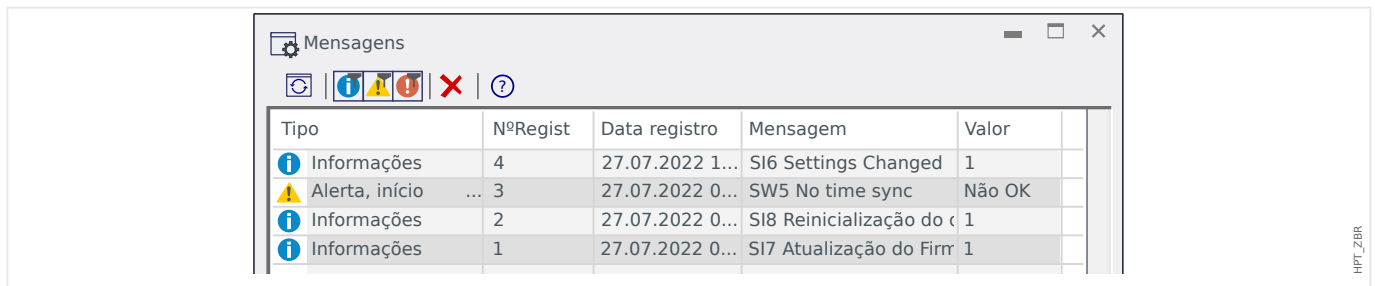 Mensagens
Tipo NºRegist Data registro Mensagem Valor
Informações 4 27.07.2022 1... SI6 Settings Changed 1
Alerta, início ... 3 27.07.2022 0... SW5 No time sync Não OK
Informações 2 27.07.2022 0... SI8 Reinicialização do 1
Informações 1 27.07.2022 0... SI7 Atualização do Firm 1
HPT_ZBR